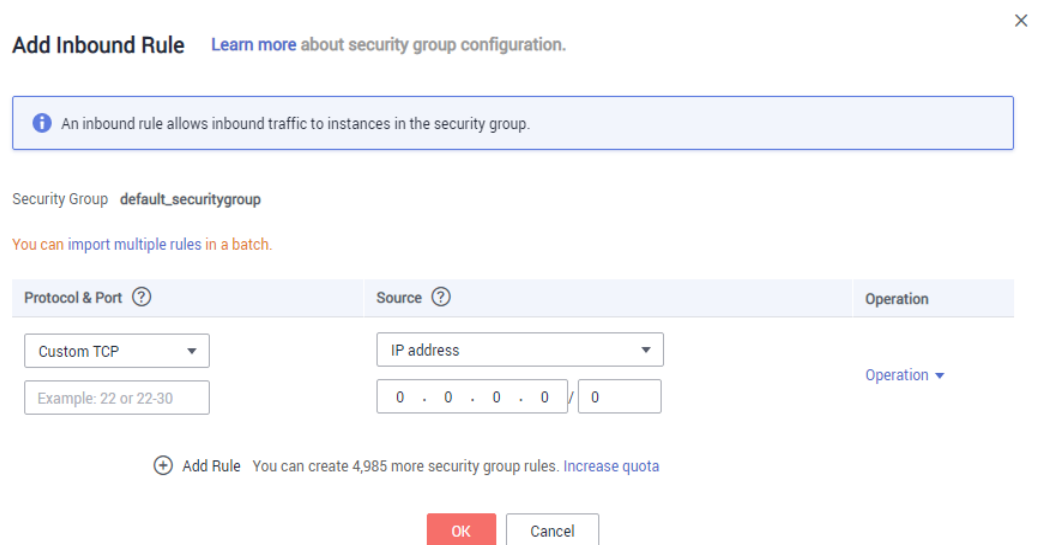 Add Inbound Rule Learn more about security group configuration.
An inbound rule allows inbound traffic to instances in the security group.
Security Group default_securitygroup
You can import multiple rules in a batch.
Protocol & Port ? Source ? Operation
Custom TCP IP address
Operation
Example: 22 or 22-30 0 . 0 . 0 . 0 / 0
Add Rule You can create 4,985 more security group rules. Increase quota
OK Cancel